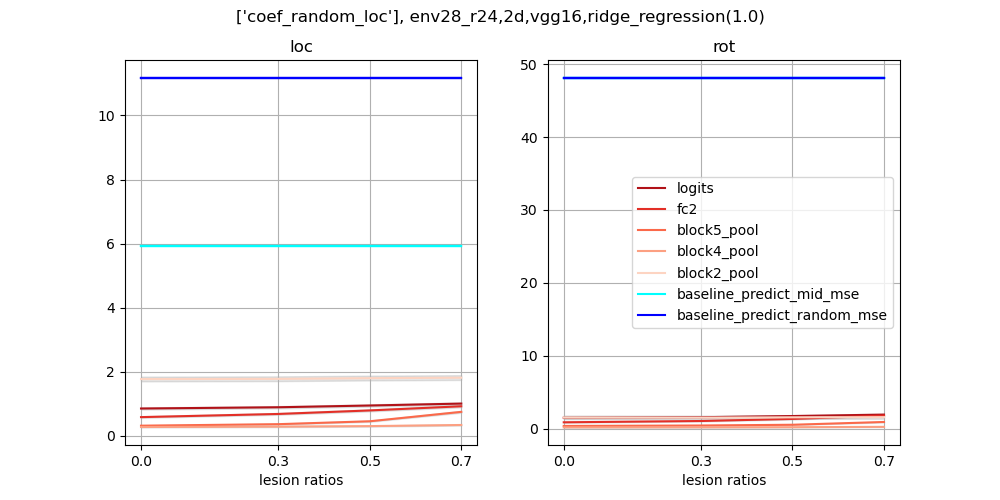 ['coef_random_loc'], env28_r24,2d,vgg16,ridge_regression(1.0)
loc
10
8
6
4
2
0
0.0 0.3 0.5 0.7
lesion ratios
rot
50
40
30
20
10
0
logits
fc2
block5_pool
block4_pool
block2_pool
baseline_predict_mid_mse
baseline_predict_random_mse
0.0 0.3 0.5 0.7
lesion ratios